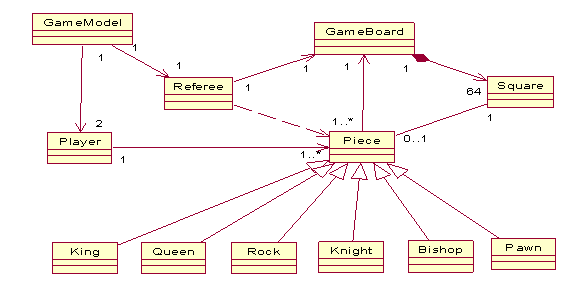 GameModel
GameBoard
1
1
1
1
1
1
Referee
Square
1
64
2
1..*
1
Player
Piece
0..1
1
1..*
King
Queen
Rock
Knight
Bishop
Pawn